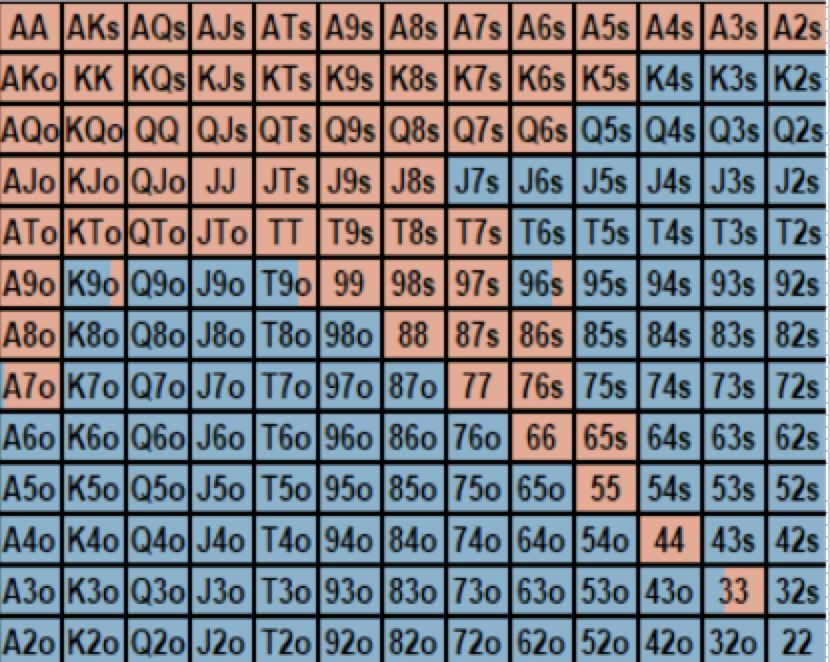 AA AKs AQs AJs ATs A9s A8s A7s A6s A5s A4s A3s A2s
AKo KK KQs KJs KTs K9s K8s K7s K6s K5s K4s K3s K2s
AQo KQo QQ QJs QTs Q9s Q8s Q7s Q6s Q5s Q4s Q3s Q2s
AJo KJo QJo JJ JTs J9s J8s J7s J6s J5s J4s J3s J2s
ATo KTo QTo JTo TT T9s T8s T7s T6s T5s T4s T3s T2s
A9o K9o Q9o J9o T9o 99 98s 97s 96s 95s 94s 93s 92s
A8o K8o Q8o J8o T8o 98o 88 87s 86s 85s 84s 83s 82s
A7o K7o Q7o J7o T7o 97o 87o 77 76s 75s 74s 73s 72s
A6o K6o Q6o J6o T6o 96o 86o 76o 66 65s 64s 63s 62s
A5o K5o Q5o J5o T5o 95o 85o 75o 65o 55 54s 53s 52s
A4o K4o Q4o J4o T4o 94o 84o 74o 64o 54o 44 43s 42s
A3o K3o Q3o J3o T3o 93o 83o 73o 63o 53o 43o 33 32s
A2o K2o Q2o J2o T2o 92o 82o 72o 62o 52o 42o 32o 22